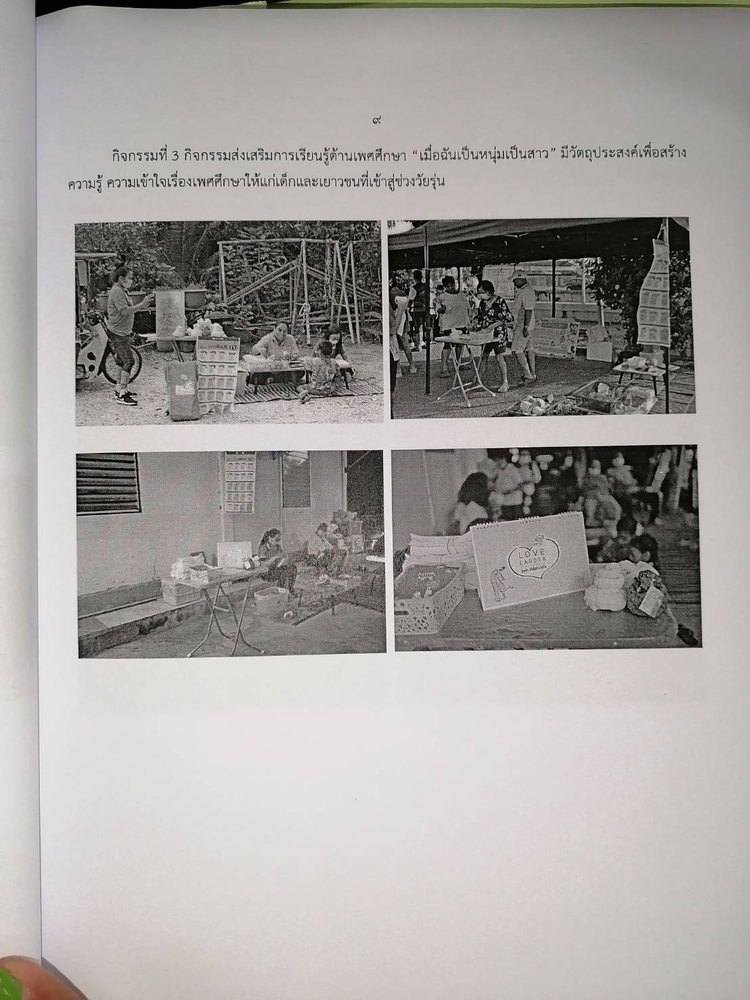 ๙
กิจกรรมที่ 3 กิจกรรมส่งเสริมการเรียนรู้ด้านเพศศึกษา “เมื่อฉันเป็นหนุ่มเป็นสาว” มีวัตถุประสงค์เพื่อสร้าง
ความรู้ ความเข้าใจเรื่องเพศศึกษาให้แก่เด็กและเยาวชนที่เข้าสู่ช่วงวัยรุ่น
LOVE
LADDER
Active
Aging